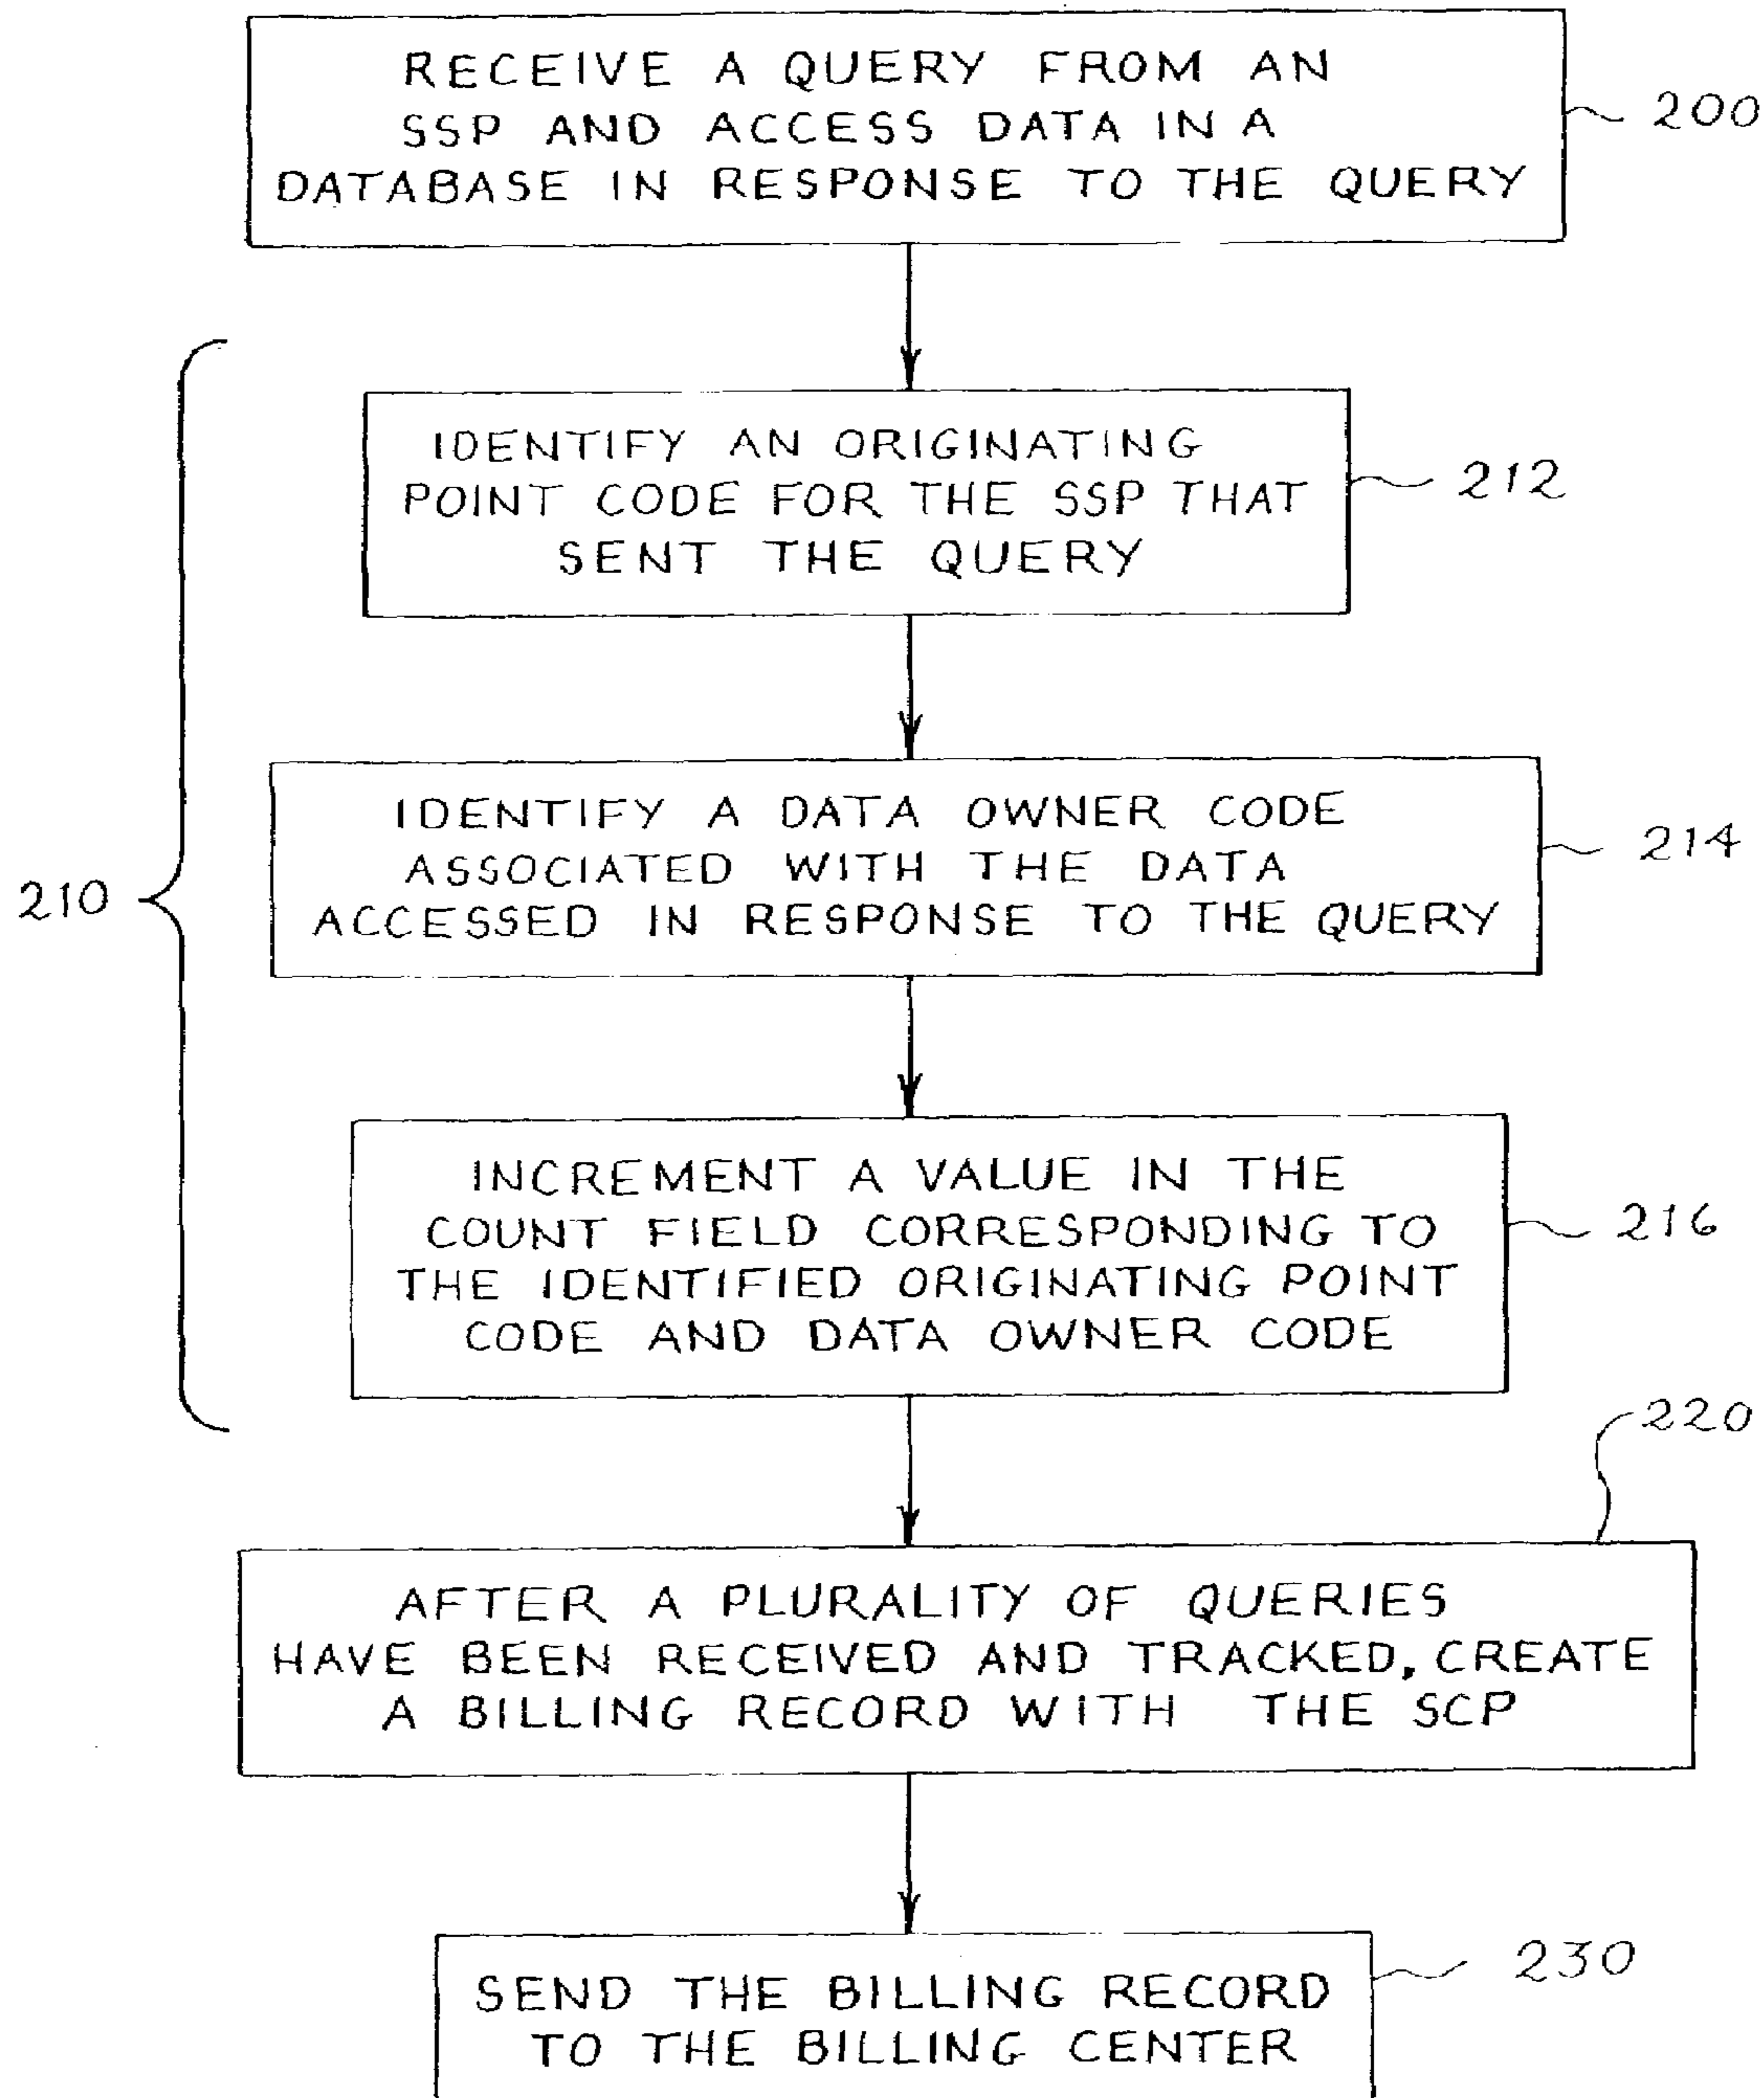 RECEIVE A QUERY FROM AN
SSP AND ACCESS DATA IN A
DATABASE IN RESPONSE TO THE QUERY
200
IDENTIFY AN ORIGINATING
POINT CODE FOR THE SSP THAT
SENT THE QUERY
212
IDENTIFY A DATA OWNER CODE
ASSOCIATED WITH THE DATA
ACCESSED IN RESPONSE TO THE QUERY
214
210
INCREMENT A VALUE IN THE
COUNT FIELD CORRESPONDING TO
THE IDENTIFIED ORIGINATING POINT
CODE AND DATA OWNER CODE
216
220
AFTER A PLURALITY OF QUERIES
HAVE BEEN RECEIVED AND TRACKED, CREATE
A BILLING RECORD WITH THE SCP
SEND THE BILLING RECORD
TO THE BILLING CENTER
230